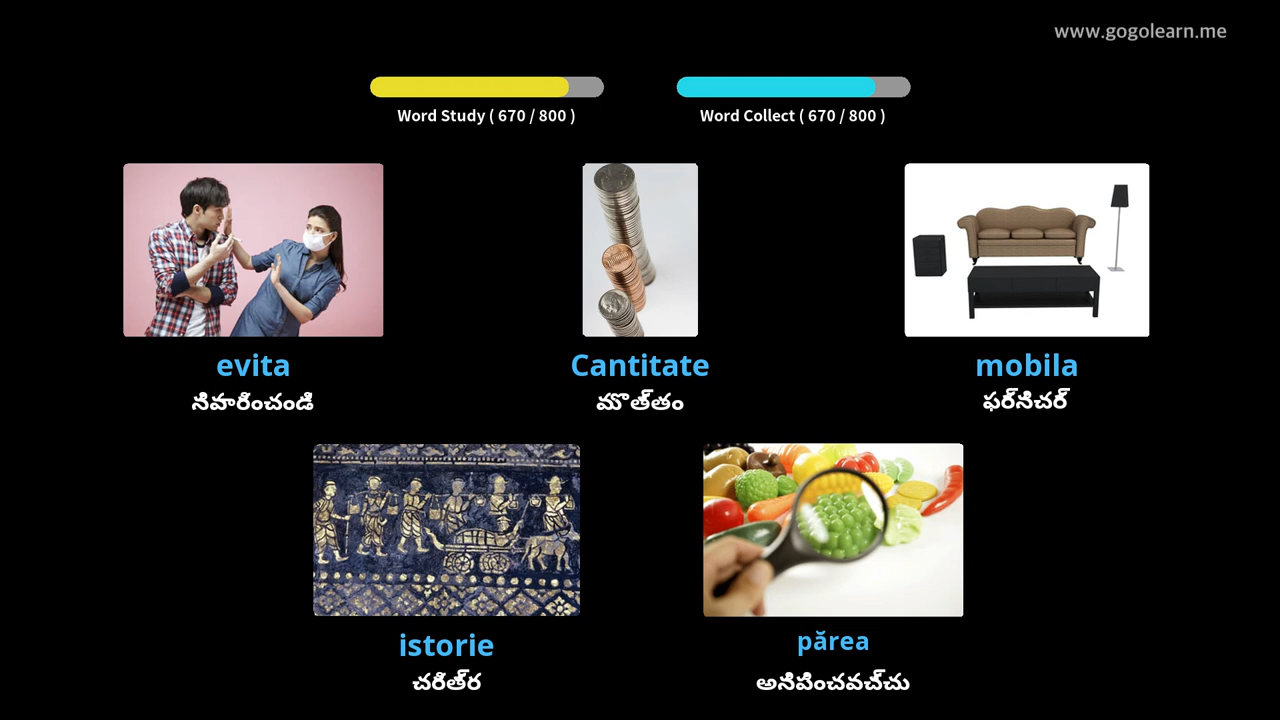 www.gogolearn.me
Word Study ( 670 / 800 )
Word Collect ( 670 / 800 )
evita
నివారించండి
Cantitate
మొత్తం
mobila
ఫర్నిచర్
istorie
చరిత్ర
părea
అనిపించవచ్చు